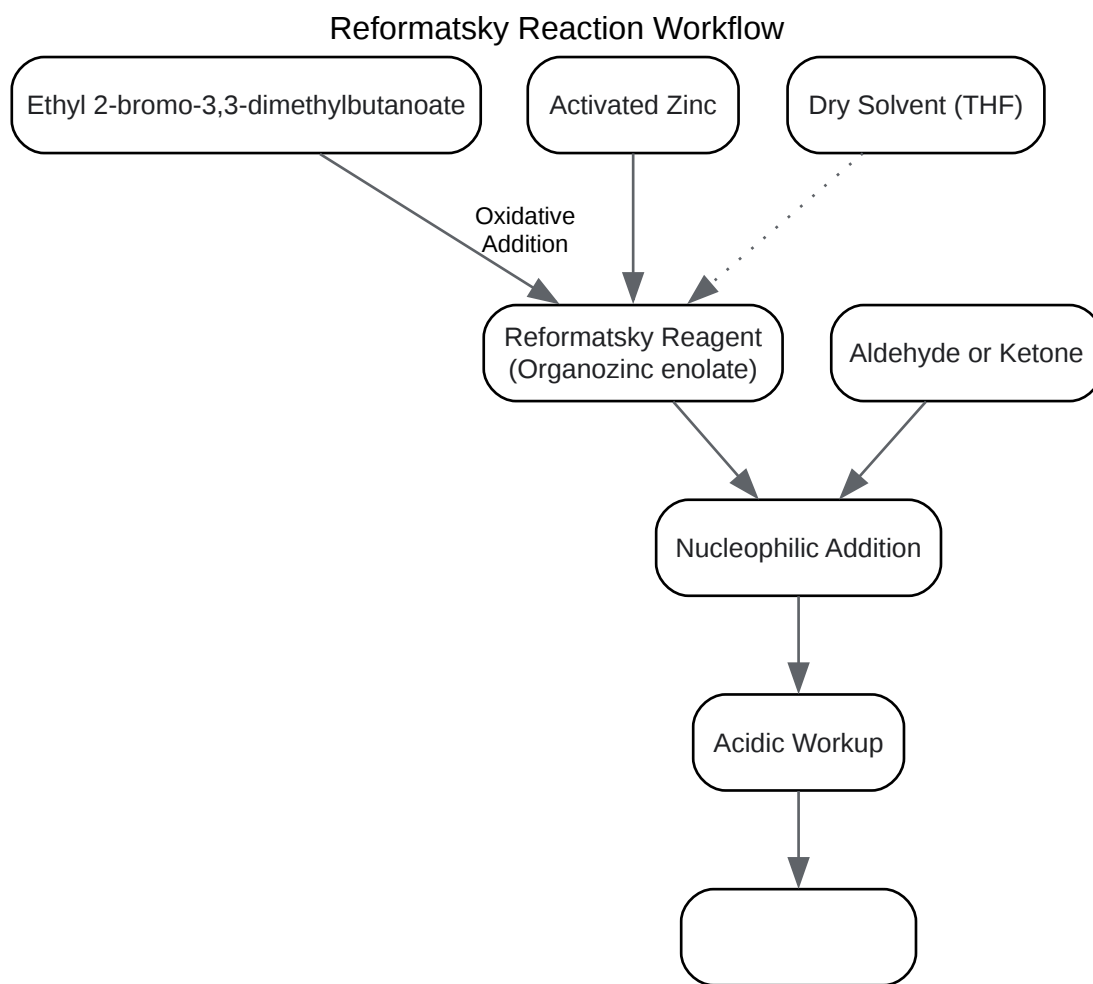 Reformatsky Reaction Workflow
Ethyl 2-bromo-3,3-dimethylbutanoate
Activated Zinc
Dry Solvent (THF)
Oxidative
Addition
Reformatsky Reagent
(Organozinc enolate)
Aldehyde or Ketone
Nucleophilic Addition
Acidic Workup